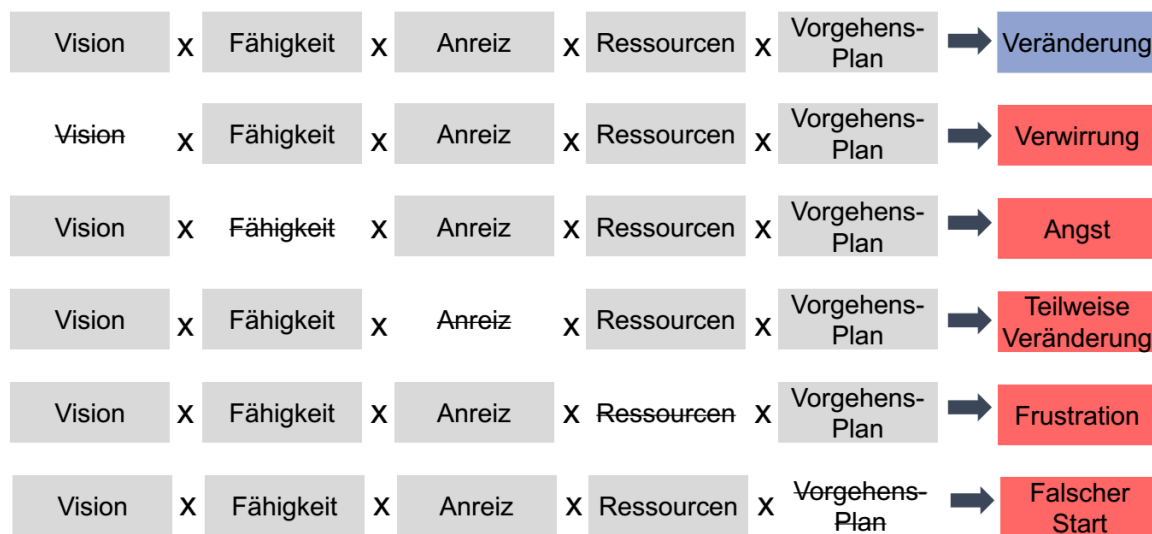 Vision x Fähigkeit x Anreiz x Ressourcen x Vorgehens-
Plan Veränderung
Vision x Fähigkeit x Anreiz x Ressourcen x Vorgehens-
Plan Verwirrung
Vision x Fähigkeit x Anreiz x Ressourcen x Vorgehens-
Plan Angst
Vision x Fähigkeit x Anreiz x Ressourcen x Vorgehens-
Plan Teilweise
Veränderung
Vision x Fähigkeit x Anreiz x Ressourcen x Vorgehens-
Plan Frustration
Vision x Fähigkeit x Anreiz x Ressourcen x Vorgehens-
Plan Falscher
Start